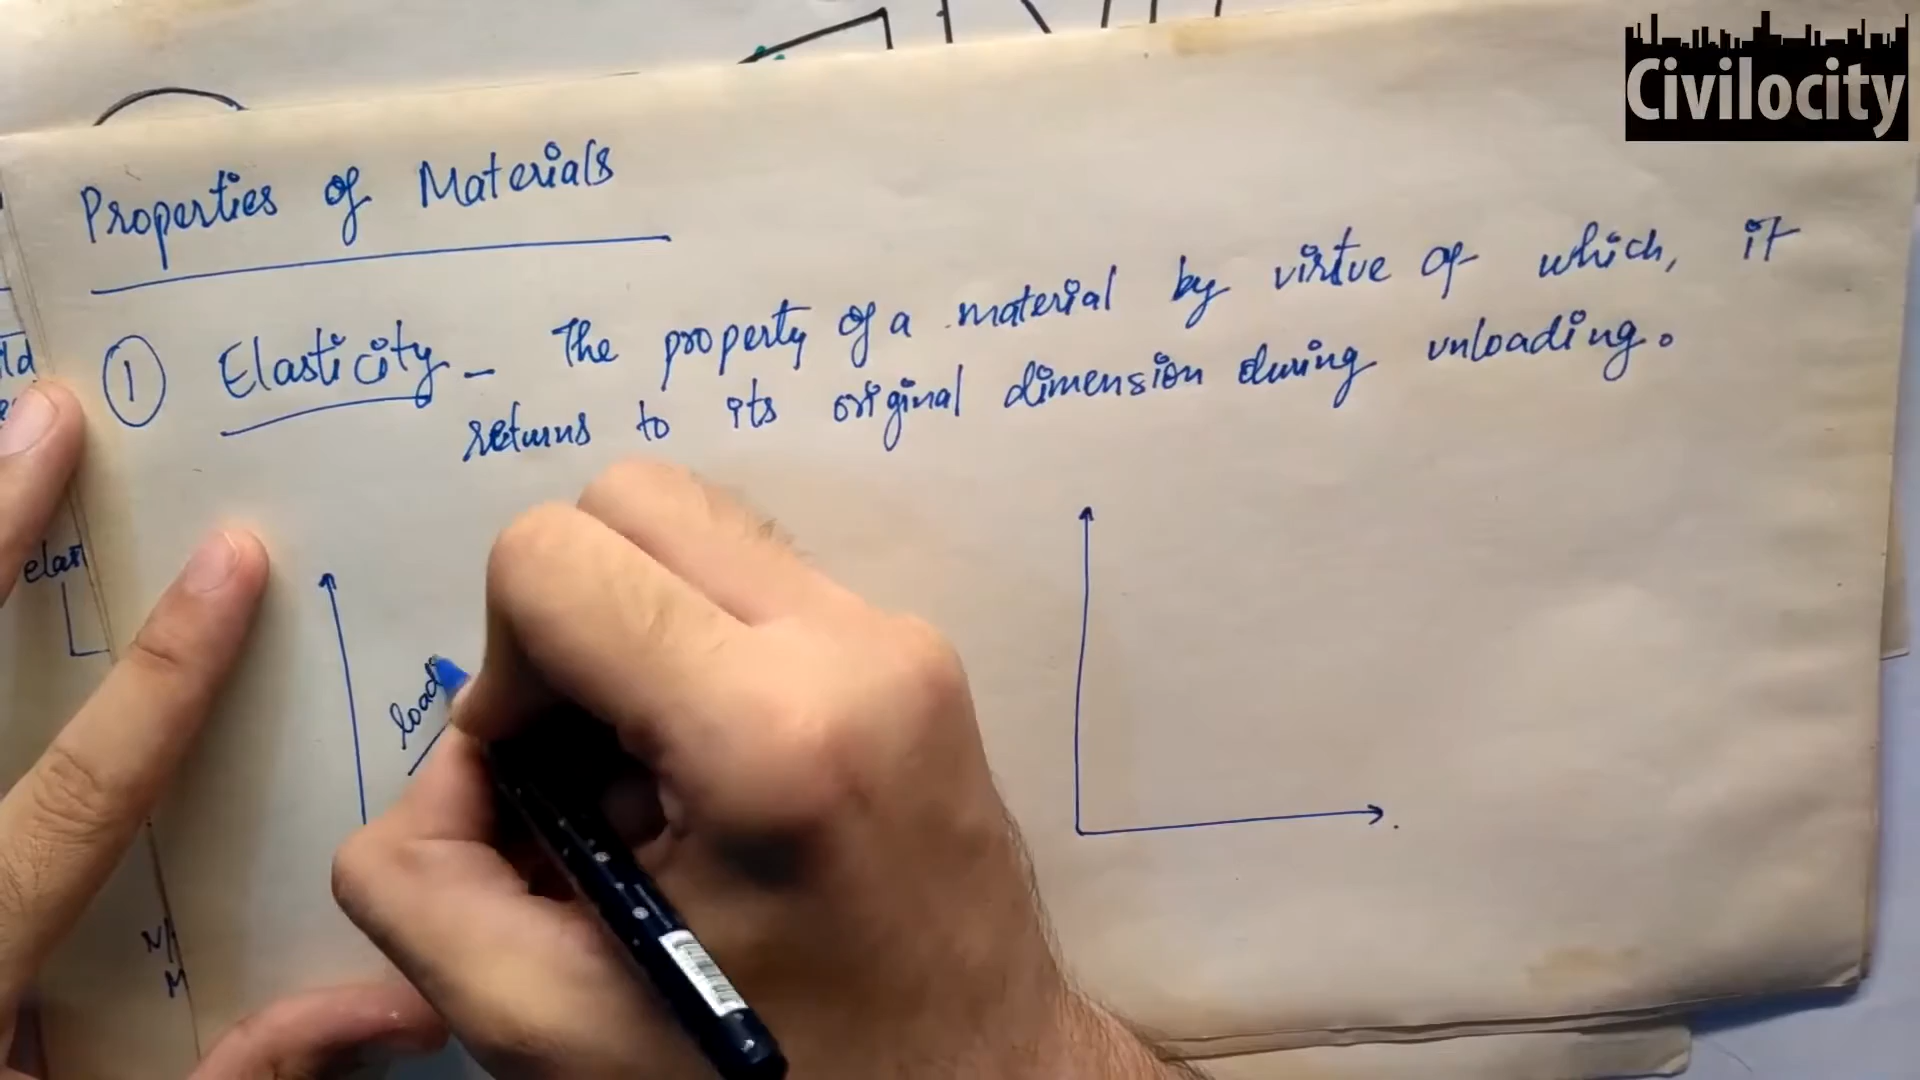 Civilocity
Properties of Materials
1 Elasticity - The property of a material by virtue of which, it
returns to its original dimension during unloading.
elas
load
N/
M